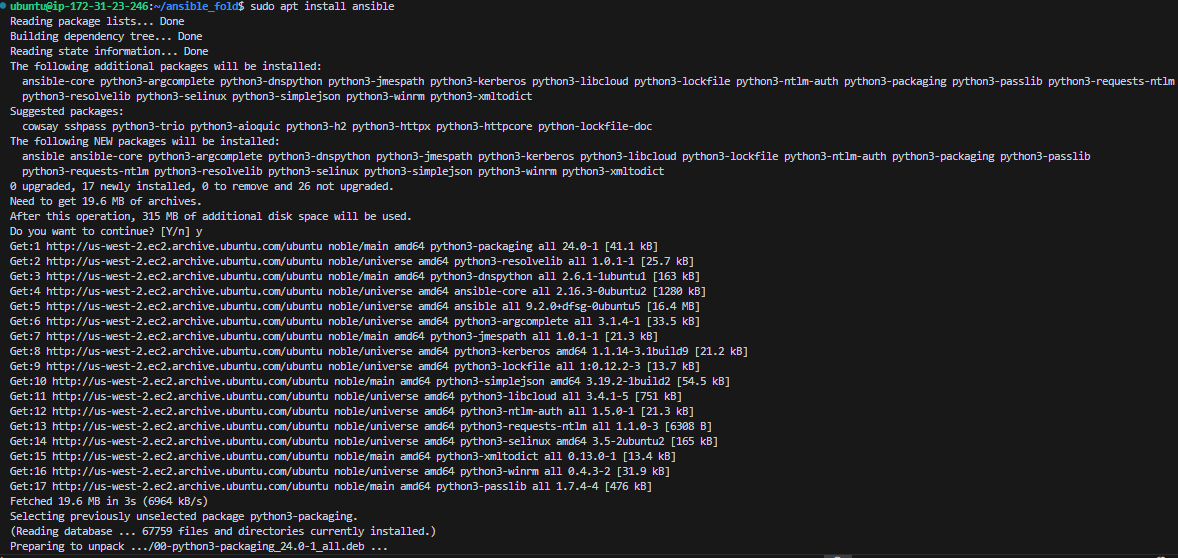 ubuntu@ip-172-31-23-246:~/ansible_fold$ sudo apt install ansible
Reading package lists... Done
Building dependency tree... Done
Reading state information... Done
The following additional packages will be installed:
  ansible-core python3-argcomplete python3-dnspython python3-jmespath python3-kerberos python3-libcloud python3-lockfile python3-ntlm-auth python3-packaging python3-passlib python3-requests-ntlm
  python3-resolvelib python3-selinux python3-simplejson python3-winrm python3-xmltodict
Suggested packages:
  cowsay sshpass python3-trio python3-aioquic python3-h2 python3-httpx python3-httpcore python-lockfile-doc
The following NEW packages will be installed:
  ansible ansible-core python3-argcomplete python3-dnspython python3-jmespath python3-kerberos python3-libcloud python3-lockfile python3-ntlm-auth python3-packaging python3-passlib
  python3-requests-ntlm python3-resolvelib python3-selinux python3-simplejson python3-winrm python3-xmltodict
0 upgraded, 17 newly installed, 0 to remove and 26 not upgraded.
Need to get 19.6 MB of archives.
After this operation, 315 MB of additional disk space will be used.
Do you want to continue? [Y/n] y
Get:1 http://us-west-2.ec2.archive.ubuntu.com/ubuntu noble/main amd64 python3-packaging all 24.0-1 [41.1 kB]
Get:2 http://us-west-2.ec2.archive.ubuntu.com/ubuntu noble/universe amd64 python3-resolvelib all 1.0.1-1 [25.7 kB]
Get:3 http://us-west-2.ec2.archive.ubuntu.com/ubuntu noble/main amd64 python3-dnspython all 2.6.1-1ubuntu1 [163 kB]
Get:4 http://us-west-2.ec2.archive.ubuntu.com/ubuntu noble/universe amd64 ansible-core all 2.16.3-0ubuntu2 [1280 kB]
Get:5 http://us-west-2.ec2.archive.ubuntu.com/ubuntu noble/universe amd64 ansible all 9.2.0+dfsg-0ubuntu5 [16.4 MB]
Get:6 http://us-west-2.ec2.archive.ubuntu.com/ubuntu noble/universe amd64 python3-argcomplete all 3.1.4-1 [33.5 kB]
Get:7 http://us-west-2.ec2.archive.ubuntu.com/ubuntu noble/main amd64 python3-jmespath all 1.0.1-1 [21.3 kB]
Get:8 http://us-west-2.ec2.archive.ubuntu.com/ubuntu noble/universe amd64 python3-kerberos amd64 1.1.14-3.1build9 [21.2 kB]
Get:9 http://us-west-2.ec2.archive.ubuntu.com/ubuntu noble/universe amd64 python3-lockfile all 1:0.12.2-3 [13.7 kB]
Get:10 http://us-west-2.ec2.archive.ubuntu.com/ubuntu noble/main amd64 python3-simplejson amd64 3.19.2-1build2 [54.5 kB]
Get:11 http://us-west-2.ec2.archive.ubuntu.com/ubuntu noble/universe amd64 python3-libcloud all 3.4.1-5 [751 kB]
Get:12 http://us-west-2.ec2.archive.ubuntu.com/ubuntu noble/universe amd64 python3-ntlm-auth all 1.5.0-1 [21.3 kB]
Get:13 http://us-west-2.ec2.archive.ubuntu.com/ubuntu noble/universe amd64 python3-requests-ntlm all 1.1.0-3 [6308 B]
Get:14 http://us-west-2.ec2.archive.ubuntu.com/ubuntu noble/universe amd64 python3-selinux amd64 3.5-2ubuntu2 [165 kB]
Get:15 http://us-west-2.ec2.archive.ubuntu.com/ubuntu noble/main amd64 python3-xmltodict all 0.13.0-1 [13.4 kB]
Get:16 http://us-west-2.ec2.archive.ubuntu.com/ubuntu noble/universe amd64 python3-winrm all 0.4.3-2 [31.9 kB]
Get:17 http://us-west-2.ec2.archive.ubuntu.com/ubuntu noble/main amd64 python3-passlib all 1.7.4-4 [476 kB]
Fetched 19.6 MB in 3s (6964 kB/s)
Selecting previously unselected package python3-packaging.
(Reading database ... 67759 files and directories currently installed.)
Preparing to unpack .../00-python3-packaging_24.0-1_all.deb ...